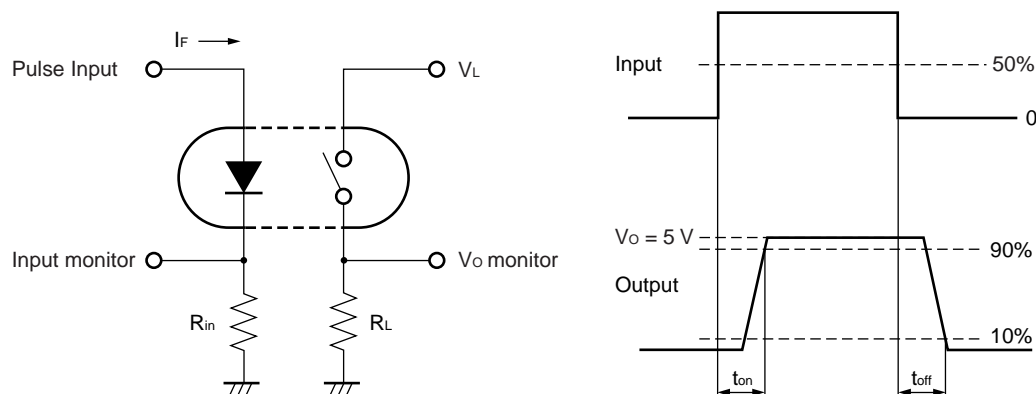 IF
Pulse Input
VL
Input monitor
VO monitor
Rin
RL
Input
50%
0
VO = 5 V
90%
Output
10%
ton
toff